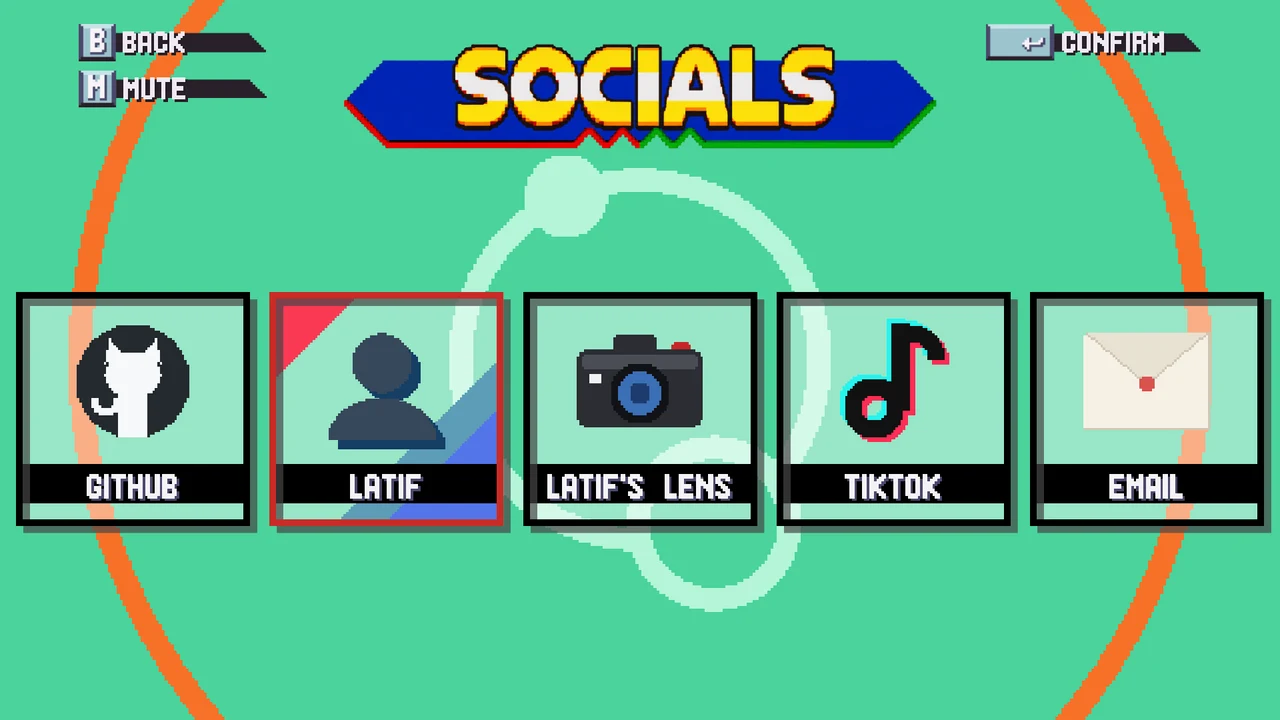 B BACK
M MUTE
SOCIALS
CONFIRM
GITHUB
LATIF
LATIF'S LENS
TIKTOK
EMAIL